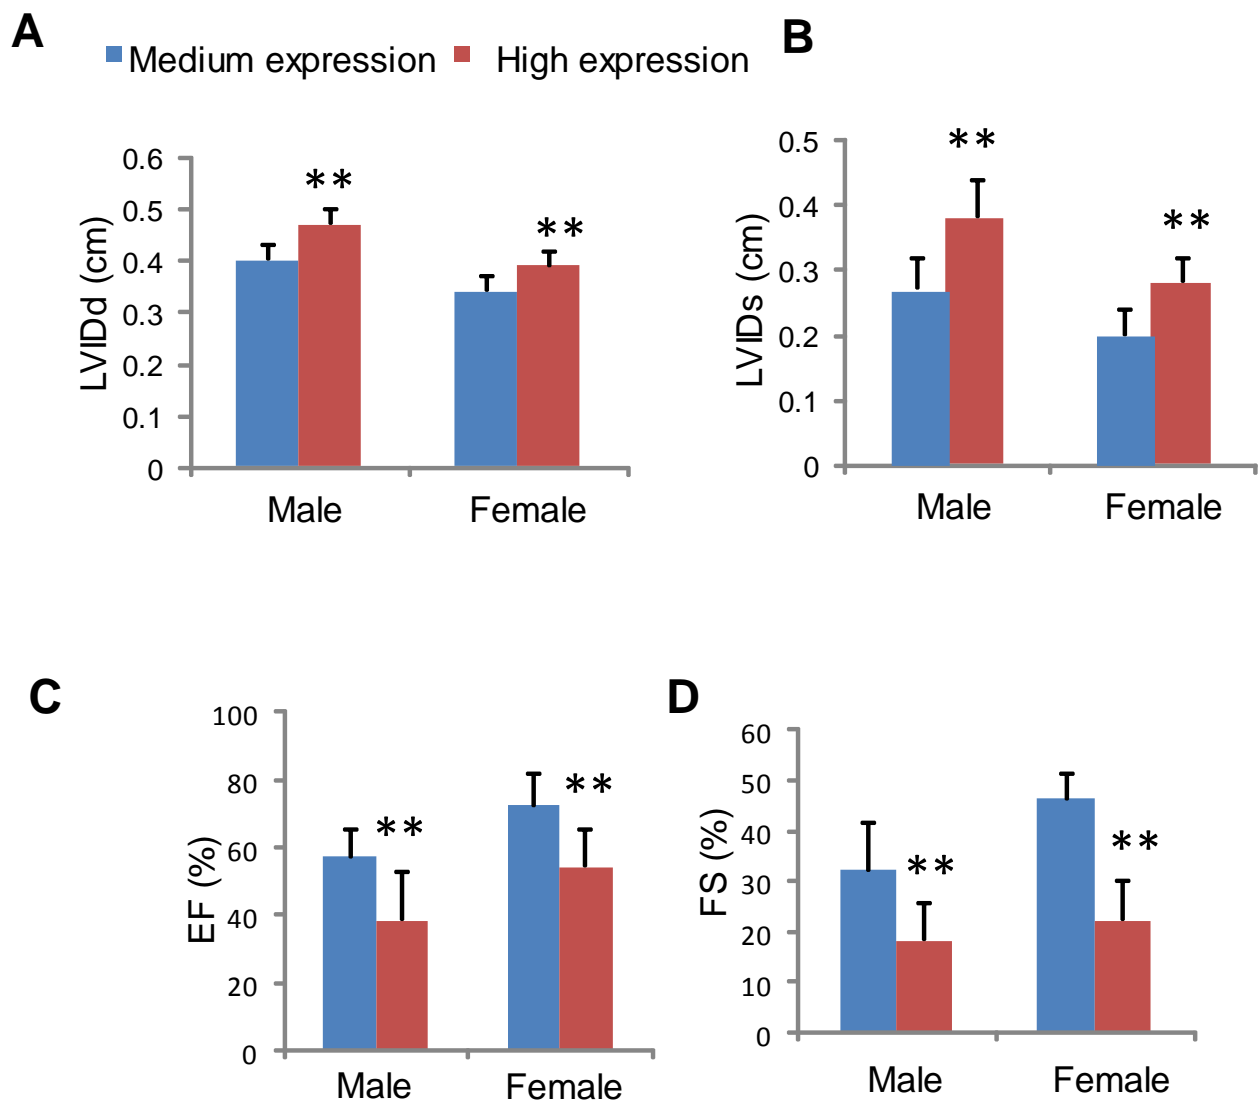 A
B
Medium expression
High expression
LVIDd (cm)
0.6
0.5
0.4
0.3
0.2
0.1
0
**
**
Male
Female
LVIDs (cm)
0.5
0.4
0.3
0.2
0.1
0
**
**
Male
Female
C
EF (%)
100
80
60
40
20
0
**
**
Male
Female
D
FS (%)
60
50
40
30
20
10
0
**
**
Male
Female